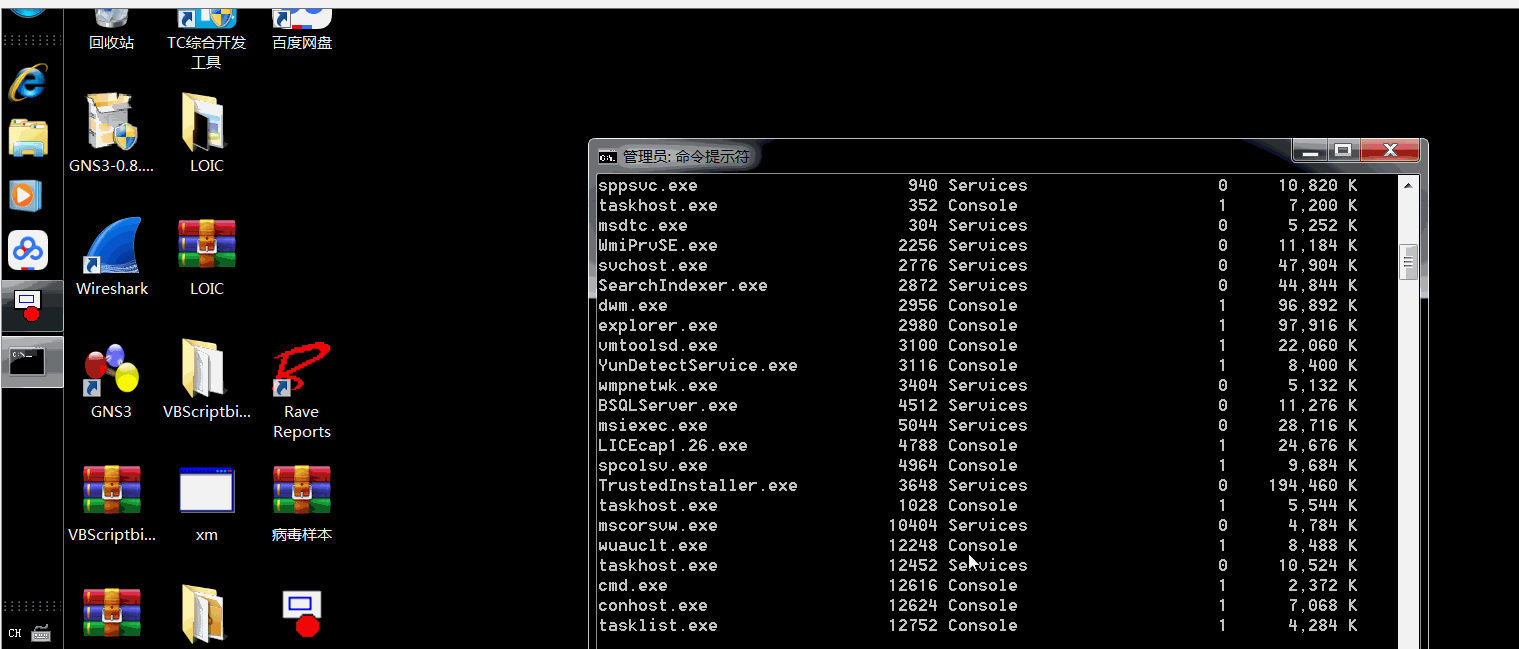 回收站
TC综合开发
工具
百度网盘
GNS3-0.8....
LOIC
Wireshark
LOIC
GNS3
VBScriptbi...
Rave
Reports
VBScriptbi...
xm
病毒样本
CH
管理员: 命令提示符
sppsvc.exe 940 Services 0 10,820 K
taskhost.exe 352 Console 1 7,200 K
msdtc.exe 304 Services 0 5,252 K
WmiPrvSE.exe 2256 Services 0 11,184 K
svchost.exe 2776 Services 0 47,904 K
SearchIndexer.exe 2872 Services 0 44,844 K
dwm.exe 2956 Console 1 96,892 K
explorer.exe 2980 Console 1 97,916 K
vmtoolsd.exe 3100 Console 1 22,060 K
YunDetectService.exe 3116 Console 1 8,400 K
wmpnetwk.exe 3404 Services 0 5,132 K
BSQLServer.exe 4512 Services 0 11,276 K
msiexec.exe 5044 Services 0 28,716 K
LICEcap1.26.exe 4788 Console 1 24,676 K
spcolsv.exe 4964 Console 1 9,684 K
TrustedInstaller.exe 3648 Services 0 194,460 K
taskhost.exe 1028 Console 1 5,544 K
mscorsvw.exe 10404 Services 0 4,784 K
wuauclt.exe 12248 Console 1 8,488 K
taskhost.exe 12452 Services 0 10,524 K
cmd.exe 12616 Console 1 2,372 K
conhost.exe 12624 Console 1 7,068 K
tasklist.exe 12752 Console 1 4,284 K